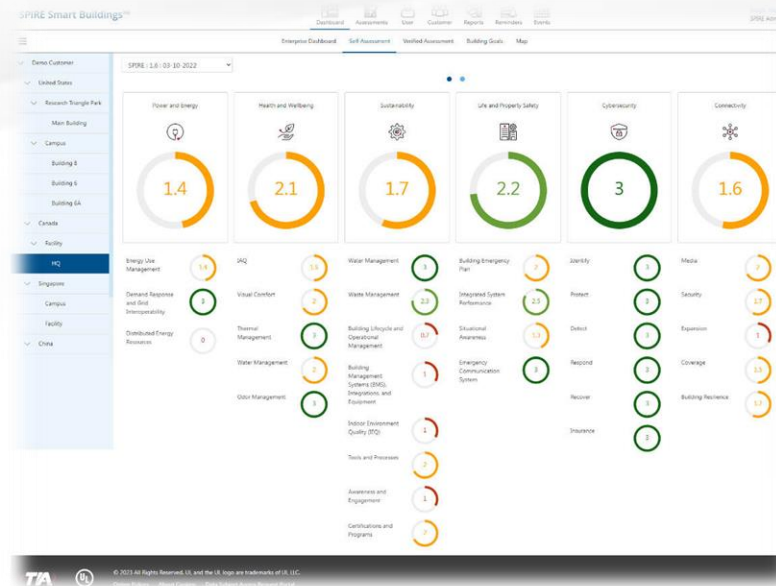 SPIRE Smart Buildings™
Dashboard Assessments User Customer Reports Reminders Events
Enterprise Dashboard Self Assessment Verified Assessment Building Goals Map
SPIRE : 1.6 : 03-10-2022
Demo Customer
United States
Research Triangle Park
Main Building
Campus
Building 8
Building 6
Building 6A
Canada
Facility
HQ
Singapore
Campus
Facility
China
Power and Energy
1.4
Energy Use
Management
Demand Response
and Grid
Interoperability
3
Distributed Energy
Resources
0
Health and Wellbeing
2.1
IAQ
Visual Comfort
2
Thermal
Management
3
Water Management
2
Odor Management
3
Sustainability
1.7
Water Management
3
Waste Management
Building Lifecycle and
Operational
Management
0.7
Building
Management
Systems (BMS),
Integrations, and
Equipment
1
Indoor Environment
Quality (IEQ)
1
Tools and Processes
2
Awareness and
Engagement
1
Certifications and
Programs
2
Life and Property Safety
2.2
Building Emergency
Plan
2
Integrated System
Performance
2.5
Situational
Awareness
Emergency
Communication
System
3
Cybersecurity
3
Identify
3
Protect
3
Detect
3
Respond
3
Recover
3
Insurance
3
Connectivity
1.6
Media
2
Security
1.7
Expansion
1
Coverage
Building Resilience
1.7
TIA
UL
© 2023 All Rights Reserved. UL and the UL logo are trademarks of UL LLC.